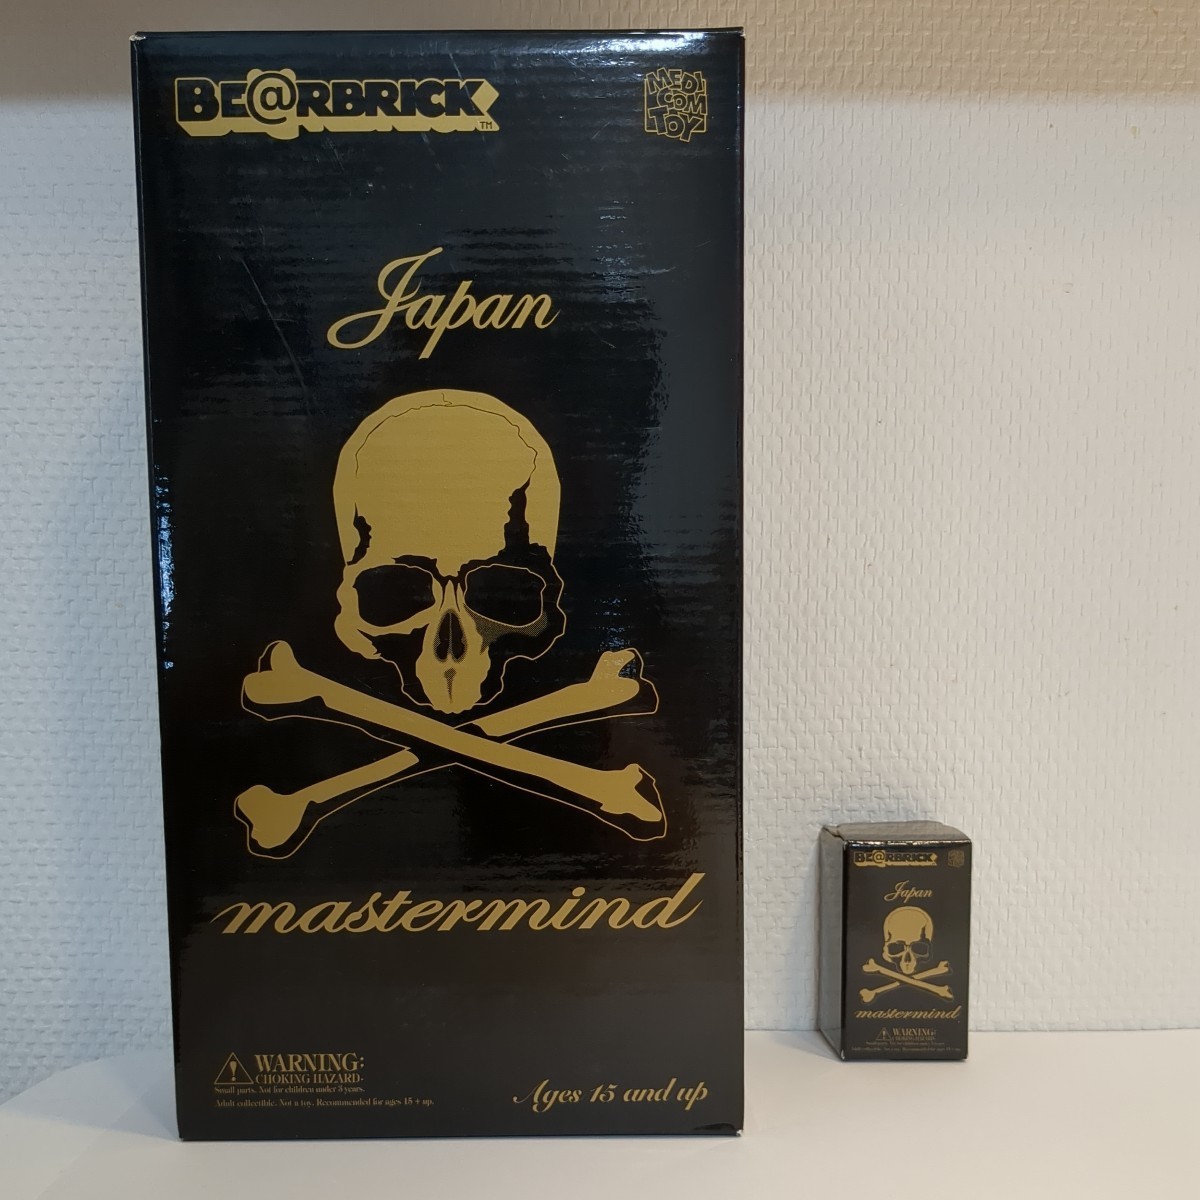 BE@RBRICK™
MEDI
COM
TOY
Japan
mastermind
WARNING:
CHOKING HAZARD-
Small parts. Not for children under 3 years.
Adult collectible. Not a toy. Recommended for ages 15 + up.
Ages 15 and up
BE@RBRICK
Japan
mastermind
WARNING: